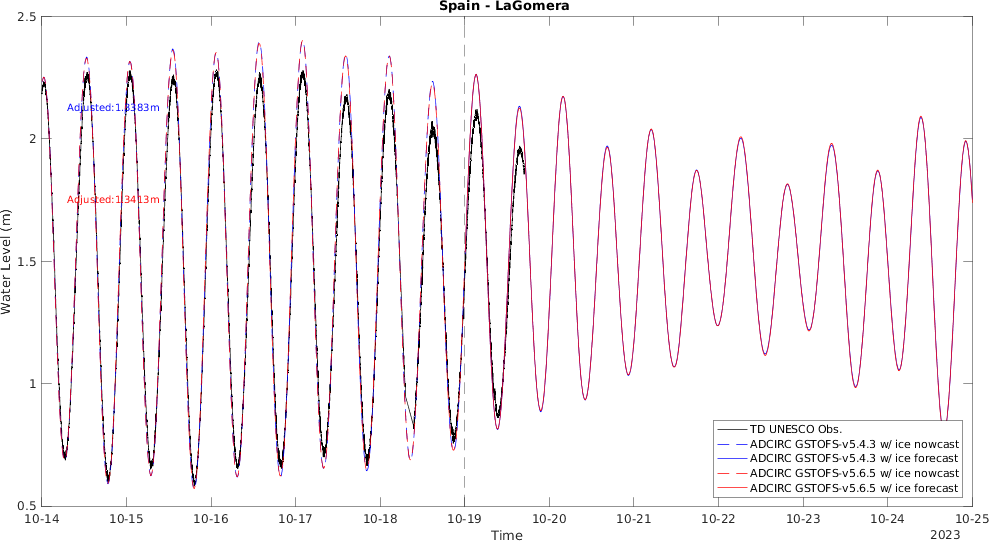 Spain - LaGomera
2.5
2
1.5
1
0.5
Water Level (m)
Adjusted:1.3383m
Adjusted:1.3413m
TD UNESCO Obs.
ADCIRC GSTOFS-v5.4.3 w/ ice nowcast
ADCIRC GSTOFS-v5.4.3 w/ ice forecast
ADCIRC GSTOFS-v5.6.5 w/ ice nowcast
ADCIRC GSTOFS-v5.6.5 w/ ice forecast
10-14 10-15 10-16 10-17 10-18 10-19 10-20 10-21 10-22 10-23 10-24 10-25
Time
2023